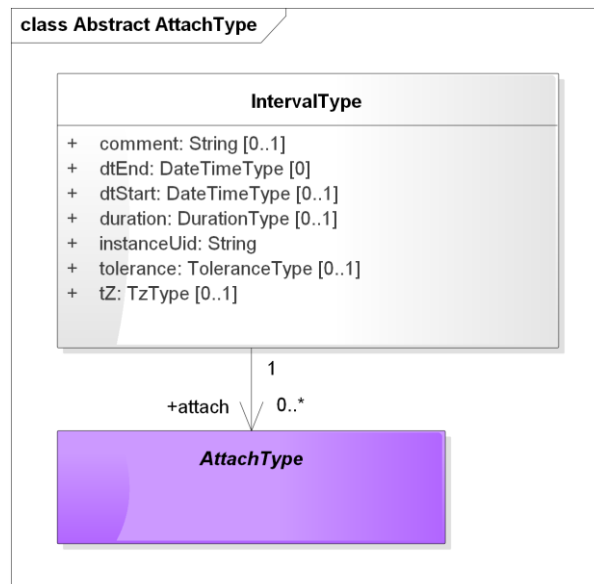 class Abstract AttachType
IntervalType
+ comment: String [0..1]
+ dtEnd: DateTimeType [0]
+ dtStart: DateTimeType [0..1]
+ duration: DurationType [0..1]
+ instanceUid: String
+ tolerance: ToleranceType [0..1]
+ tZ: TzType [0..1]
1
+attach 0..*
AttachType